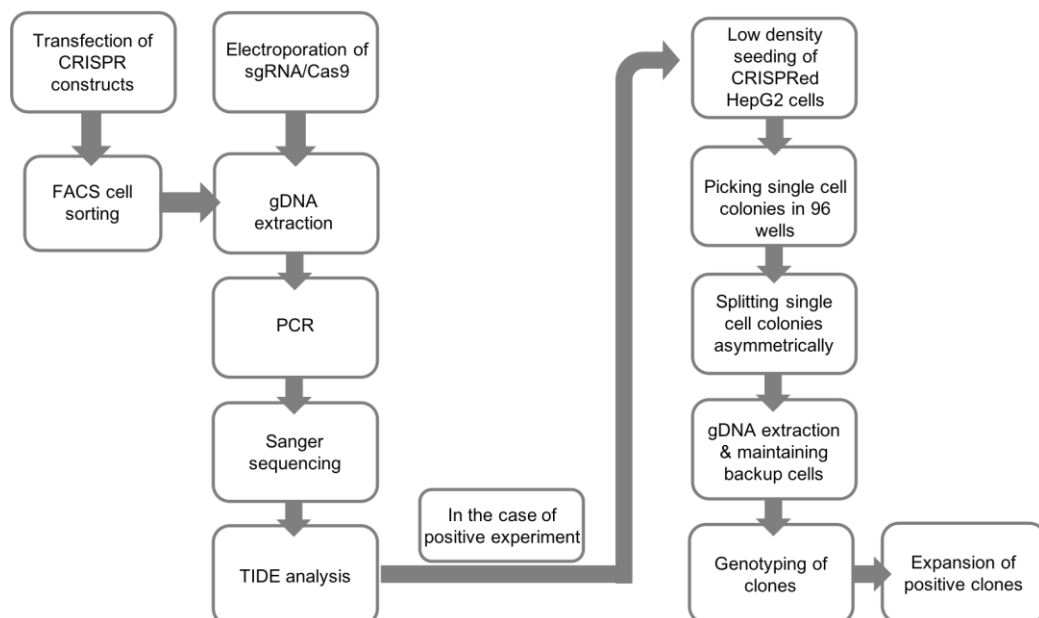 Transfection of
CRISPR
constructs
Electroporation of
sgRNA/Cas9
FACS cell
sorting
gDNA
extraction
PCR
Sanger
sequencing
TIDE analysis
In the case of
positive experiment
Low density
seeding of
CRISPRed
HepG2 cells
Picking single cell
colonies in 96
wells
Splitting single
cell colonies
asymmetrically
gDNA extraction
& maintaining
backup cells
Genotyping of
clones
Expansion of
positive clones